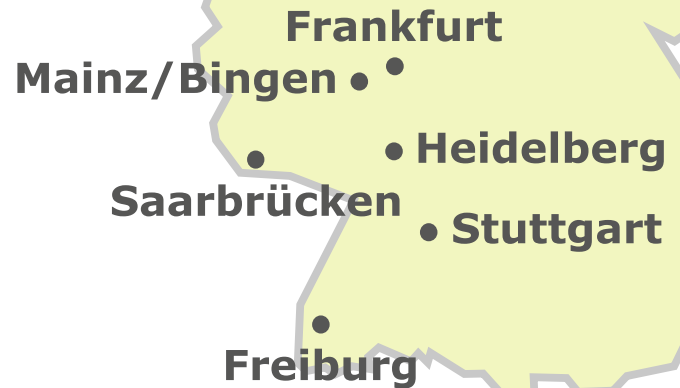 Frankfurt
Mainz/Bingen
Heidelberg
Saarbrücken
Stuttgart
Freiburg